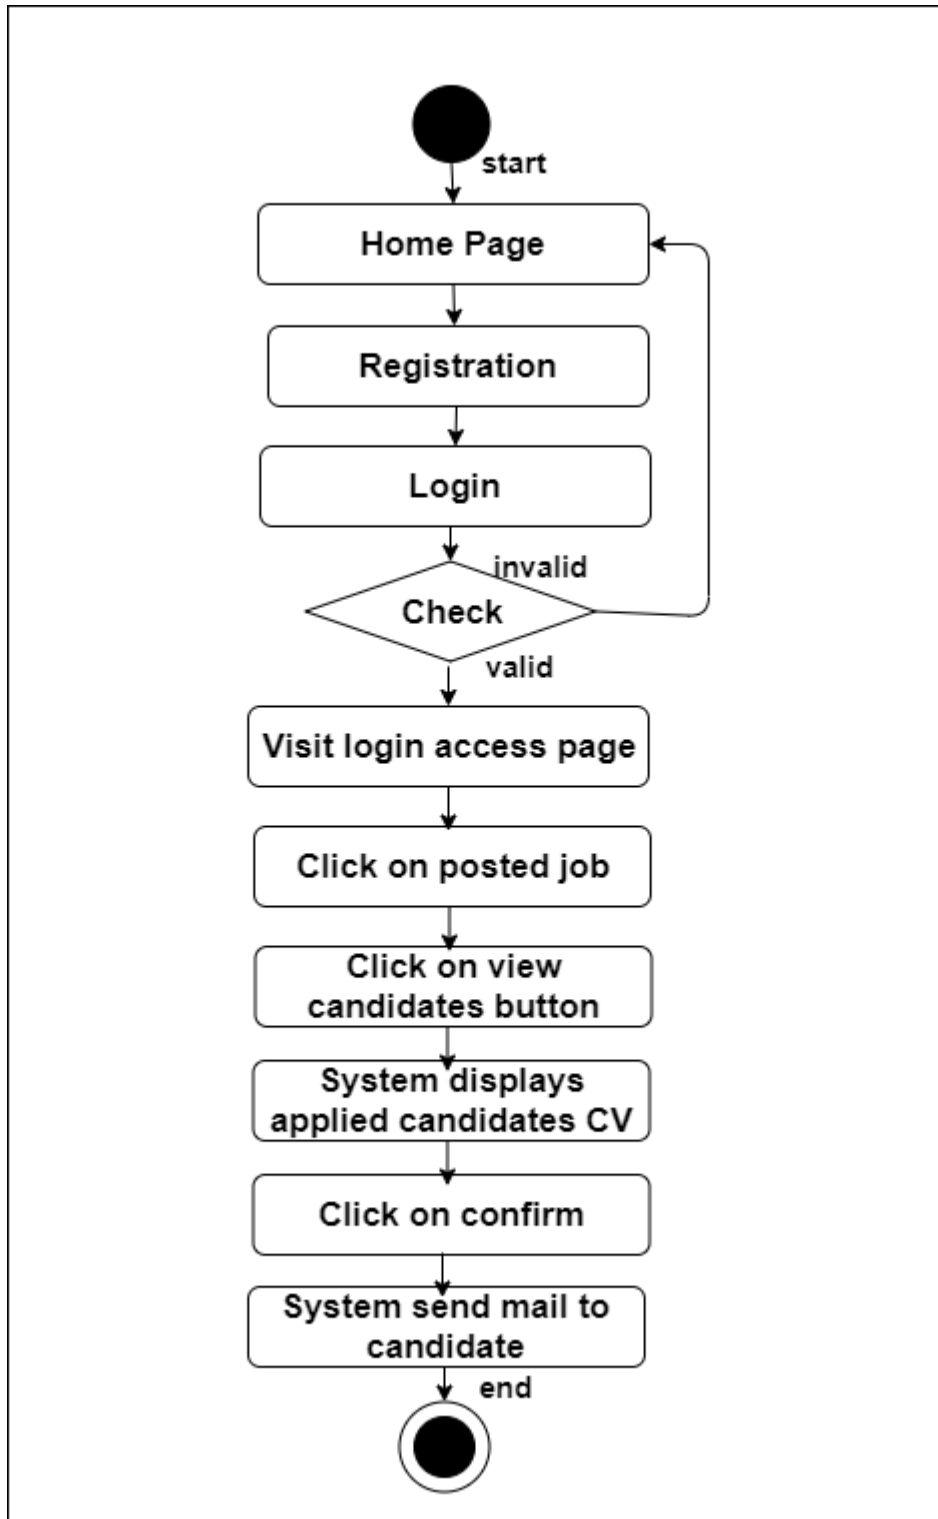 start
Home Page
Registration
Login
invalid
Check
valid
Visit login access page
Click on posted job
Click on view
candidates button
System displays
applied candidates CV
Click on confirm
System send mail to
candidate
end